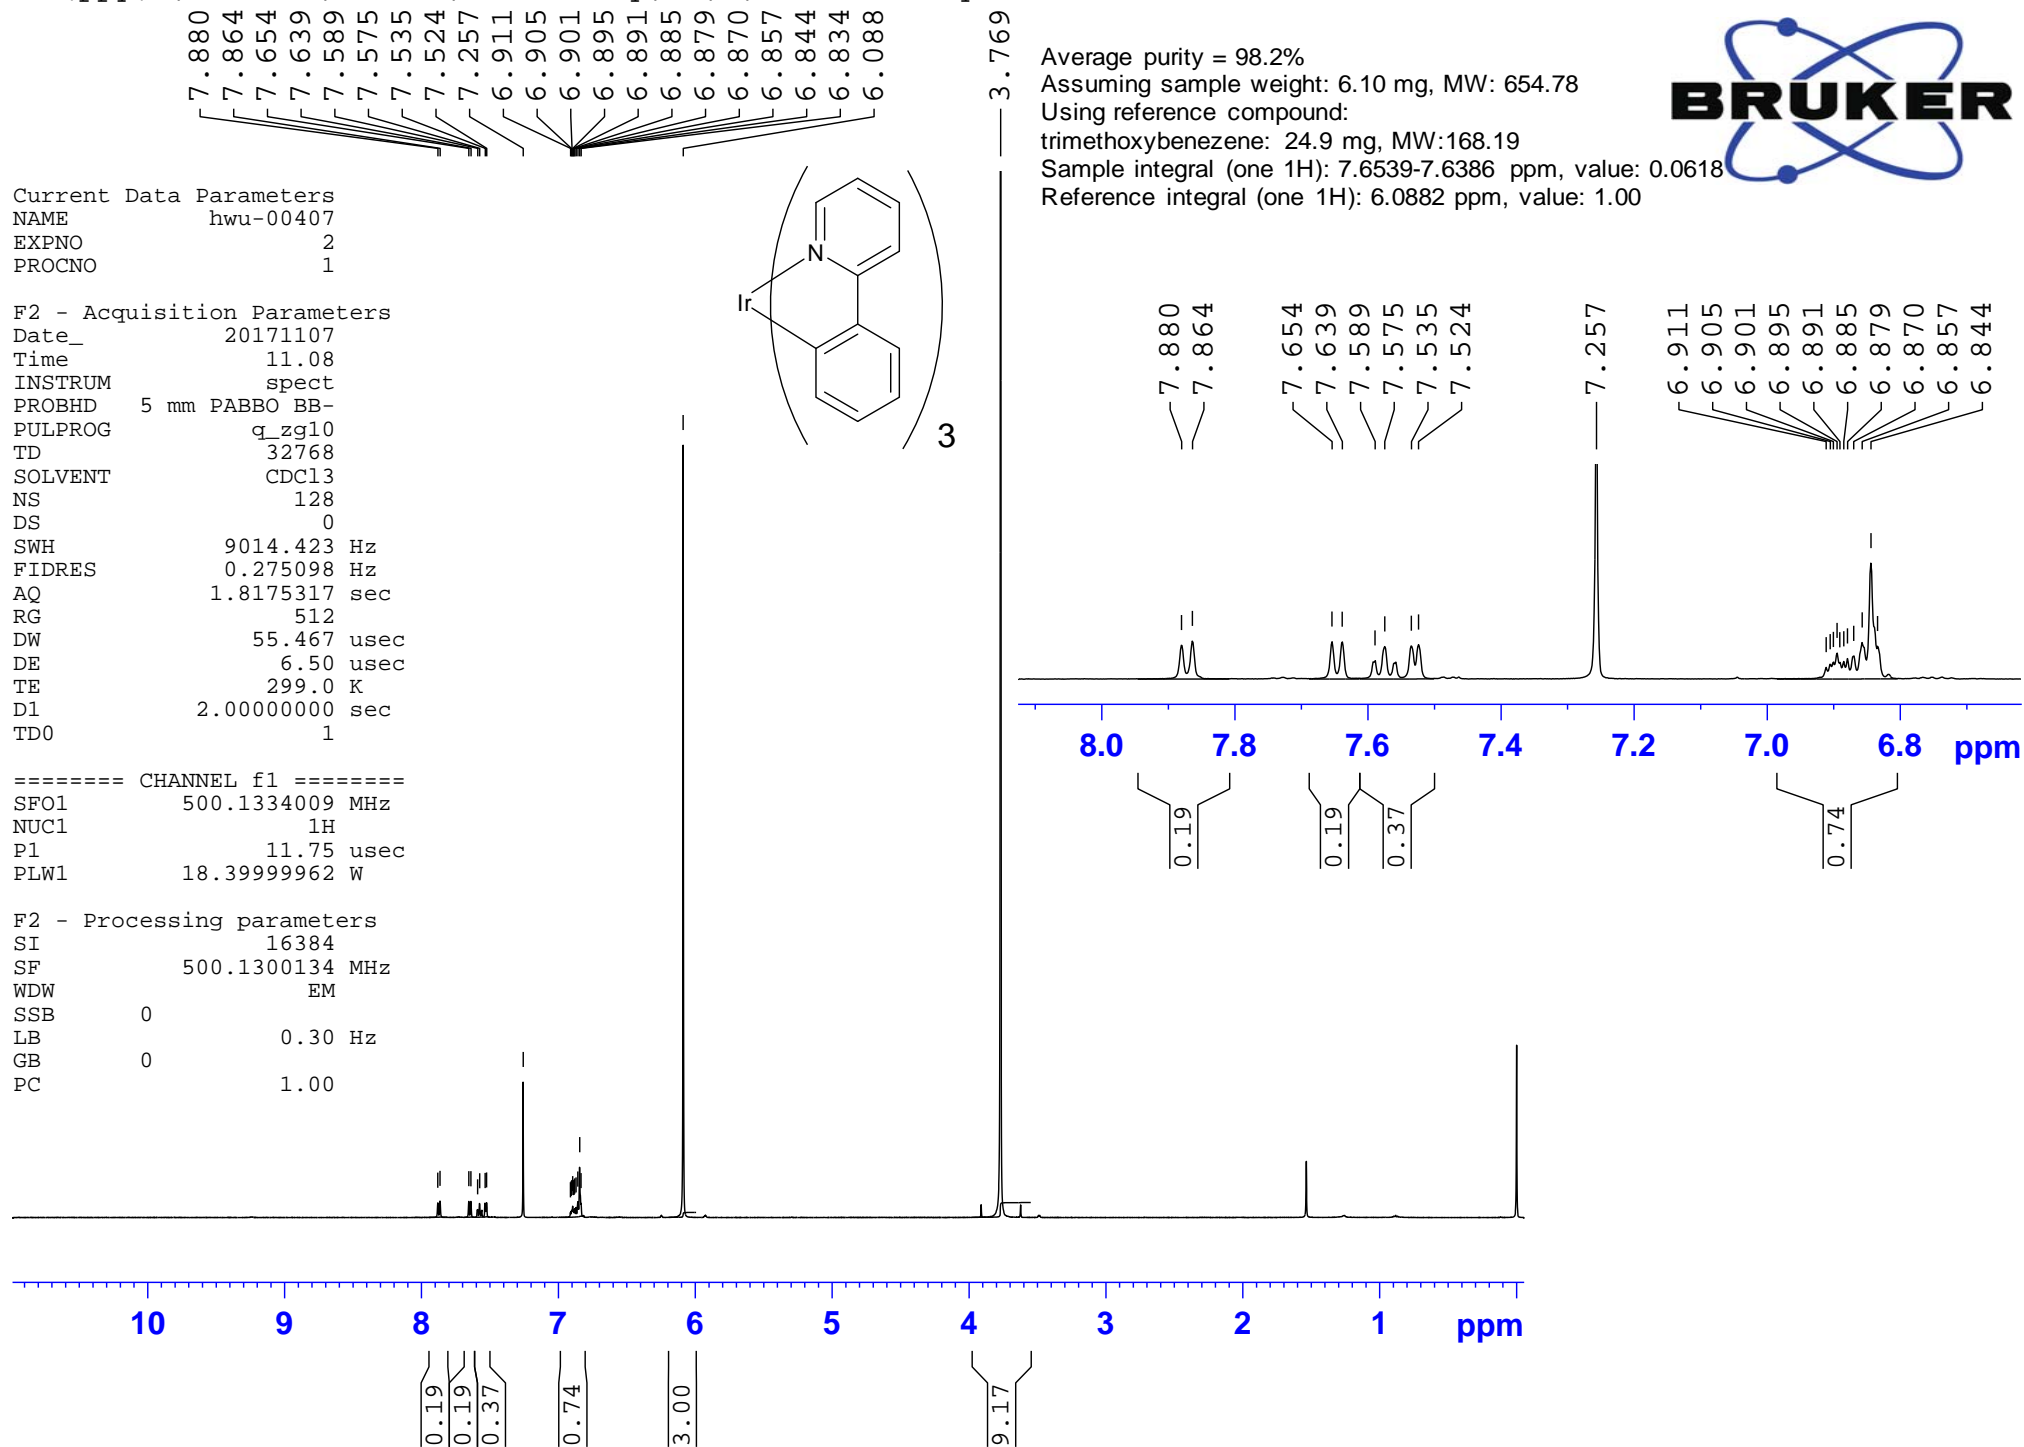 7.880
7.864
7.654
7.639
7.589
7.575
7.535
7.524
7.257
6.911
6.905
6.901
6.895
6.891
6.885
6.879
6.870
6.857
6.844
6.834
6.088
3.769
Average purity = 98.2%
Assuming sample weight: 6.10 mg, MW: 654.78
Using reference compound:
trimethoxybenezene: 24.9 mg, MW:168.19
Sample integral (one 1H): 7.6539-7.6386 ppm, value: 0.0618
Reference integral (one 1H): 6.0882 ppm, value: 1.00
BRUKER
Current Data Parameters
NAME hwu-00407
EXPNO 2
PROCNO 1
F2 - Acquisition Parameters
Date_ 20171107
Time 11.08
INSTRUM spect
PROBHD 5 mm PABBO BB-
PULPROG q_zg10
TD 32768
SOLVENT CDCl3
NS 128
DS 0
SWH 9014.423 Hz
FIDRES 0.275098 Hz
AQ 1.8175317 sec
RG 512
DW 55.467 usec
DE 6.50 usec
TE 299.0 K
D1 2.00000000 sec
TD0 1
======== CHANNEL f1 ========
SFO1 500.1334009 MHz
NUC1 1H
P1 11.75 usec
PLW1 18.39999962 W
F2 - Processing parameters
SI 16384
SF 500.1300134 MHz
WDW EM
SSB 0
LB 0.30 Hz
GB 0
PC 1.00
N
Ir
3
7.880
7.864
7.654
7.639
7.589
7.575
7.535
7.524
7.257
6.911
6.905
6.901
6.895
6.891
6.885
6.879
6.870
6.857
6.844
8.0 7.8 7.6 7.4 7.2 7.0 6.8 ppm
0.19
0.19
0.37
0.74
10 9 8 7 6 5 4 3 2 1 ppm
0.19
0.19
0.37
0.74
3.00
9.17